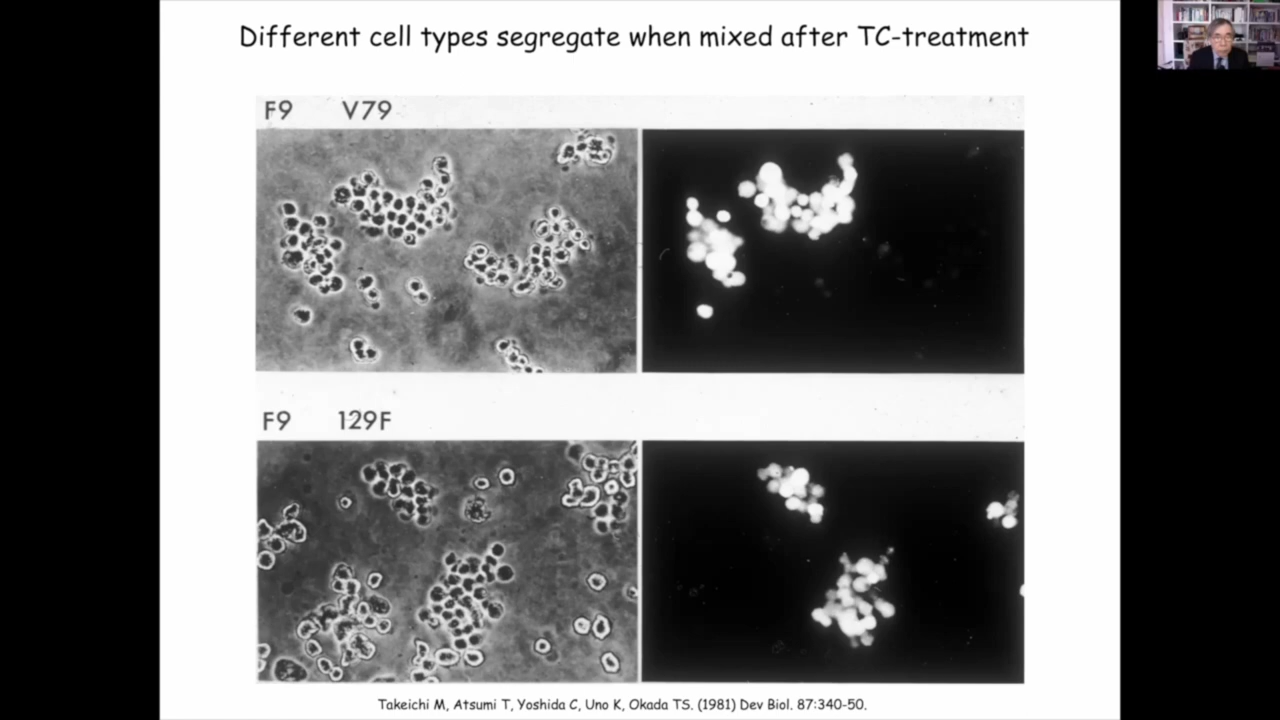 Different cell types segregate when mixed after TC-treatment
F9 V79
F9 129F
Takeichi M, Atsumi T, Yoshida C, Uno K, Okada TS. (1981) Dev Biol. 87:340-50.